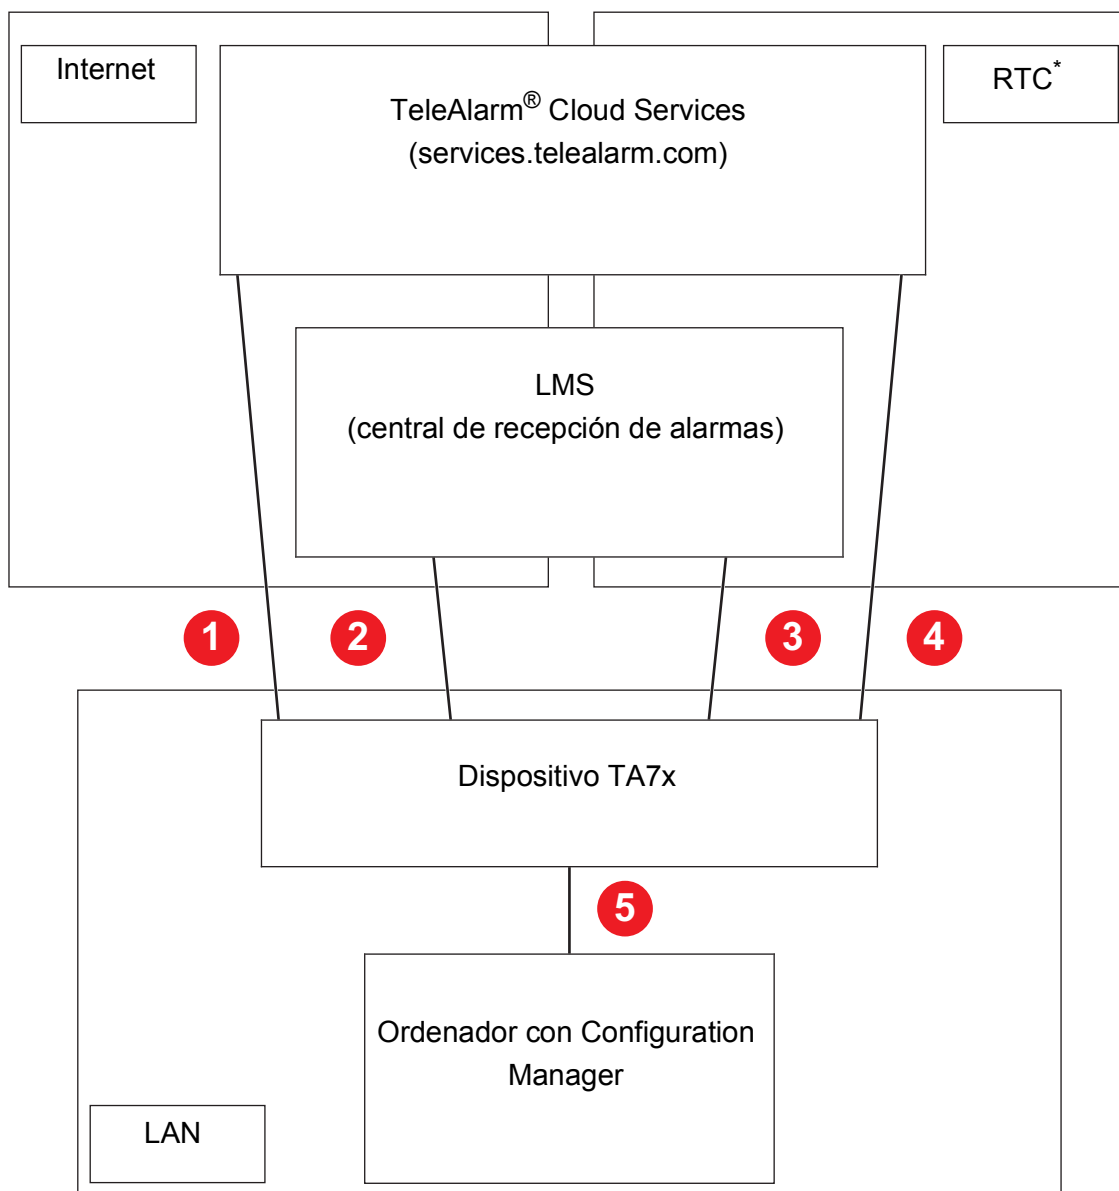 Internet
TeleAlarm® Cloud Services
(services.telealarm.com)
RTC*
LMS
(central de recepción de alarmas)
1
2
3
4
Dispositivo TA7x
5
Ordenador con Configuration
Manager
LAN